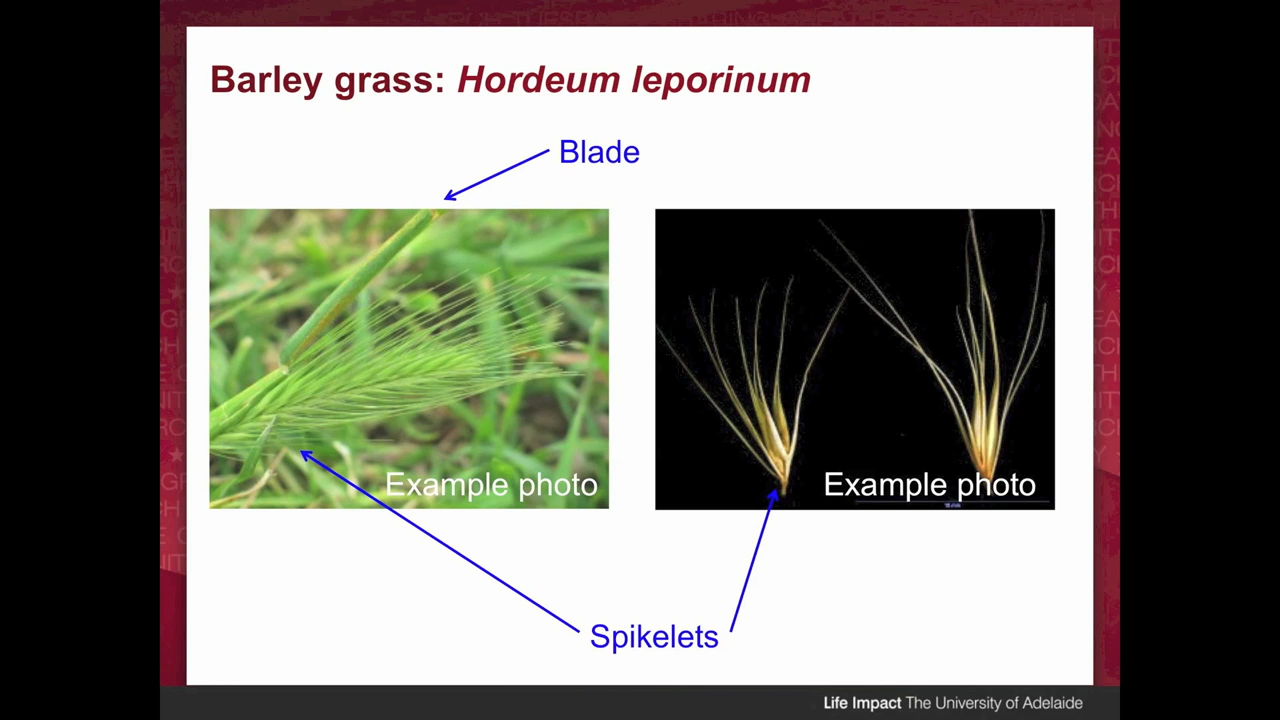 Barley grass: Hordeum leporinum
Blade
Example photo
Example photo
Spikelets
Life Impact The University of Adelaide